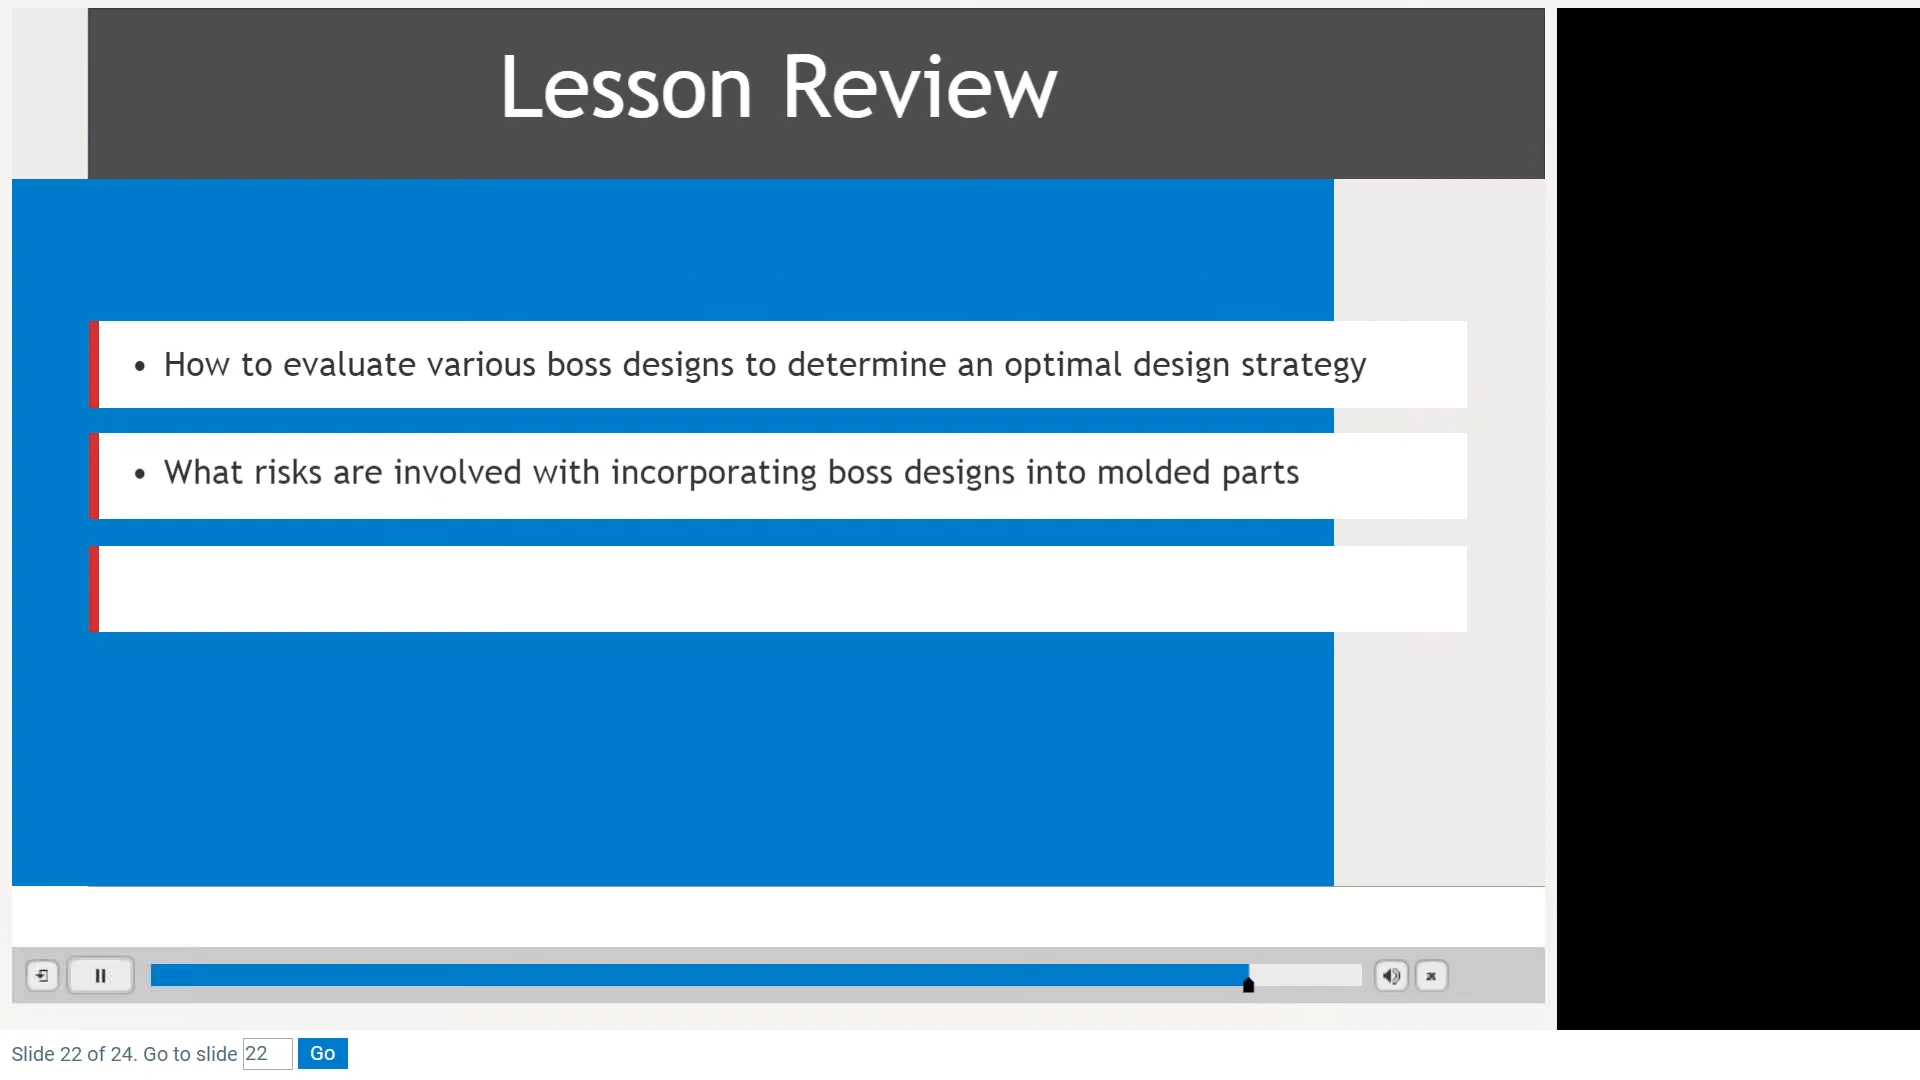 Lesson Review
• How to evaluate various boss designs to determine an optimal design strategy
• What risks are involved with incorporating boss designs into molded parts
Slide 22 of 24. Go to slide 22 Go